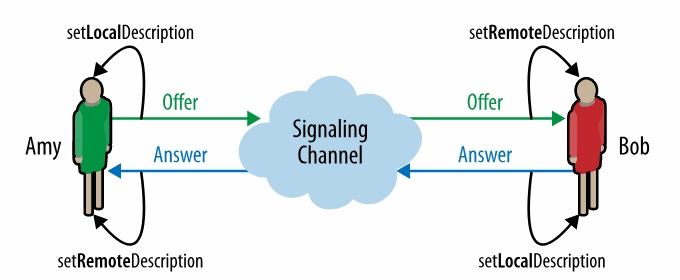 setLocalDescription
setRemoteDescription
Offer
Offer
Amy
Signaling
Channel
Bob
Answer
Answer
setRemoteDescription
setLocalDescription